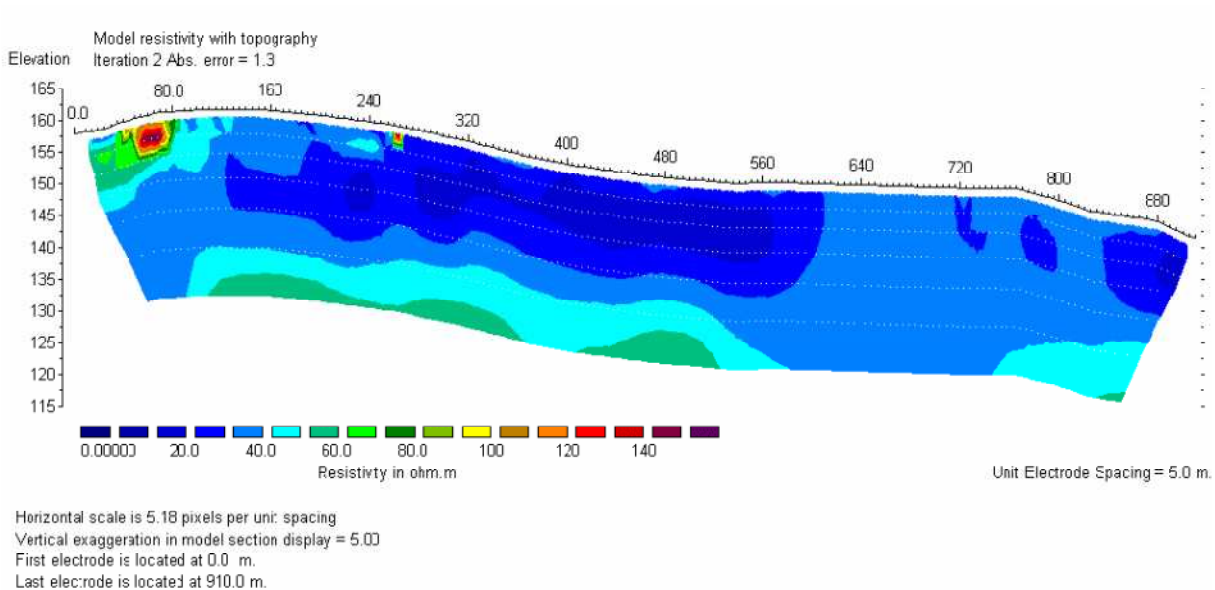 Model resistivity with topography
Elevation Iteration 2 Abs. error = 1.3
165
160
155
150
145
140
135
130
125
120
115
0.0 80.0 160 240 320 400 480 560 640 720 800 880
0.00000 20.0 40.0 60.0 80.0 100 120 140
Resistivty in ohm.m
Unit Electrode Spacing = 5.0 m.
Horizontal scale is 5.18 pixels per unit spacing
Vertical exaggeration in model section display = 5.00
First electrode is located at 0.0 m.
Last electrode is located at 910.0 m.